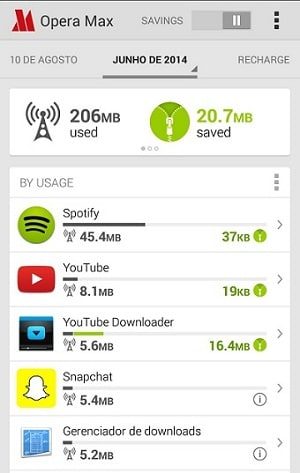 Opera Max SAVINGS
10 DE AGOSTO JUNHO DE 2014 RECHARGE
206MB 20.7MB
used saved
BY USAGE
Spotify
45.4MB 37KB
YouTube
8.1MB 19KB
YouTube Downloader
5.6MB 16.4MB
Snapchat
5.4MB
Gerenciador de downloads
5.2MB